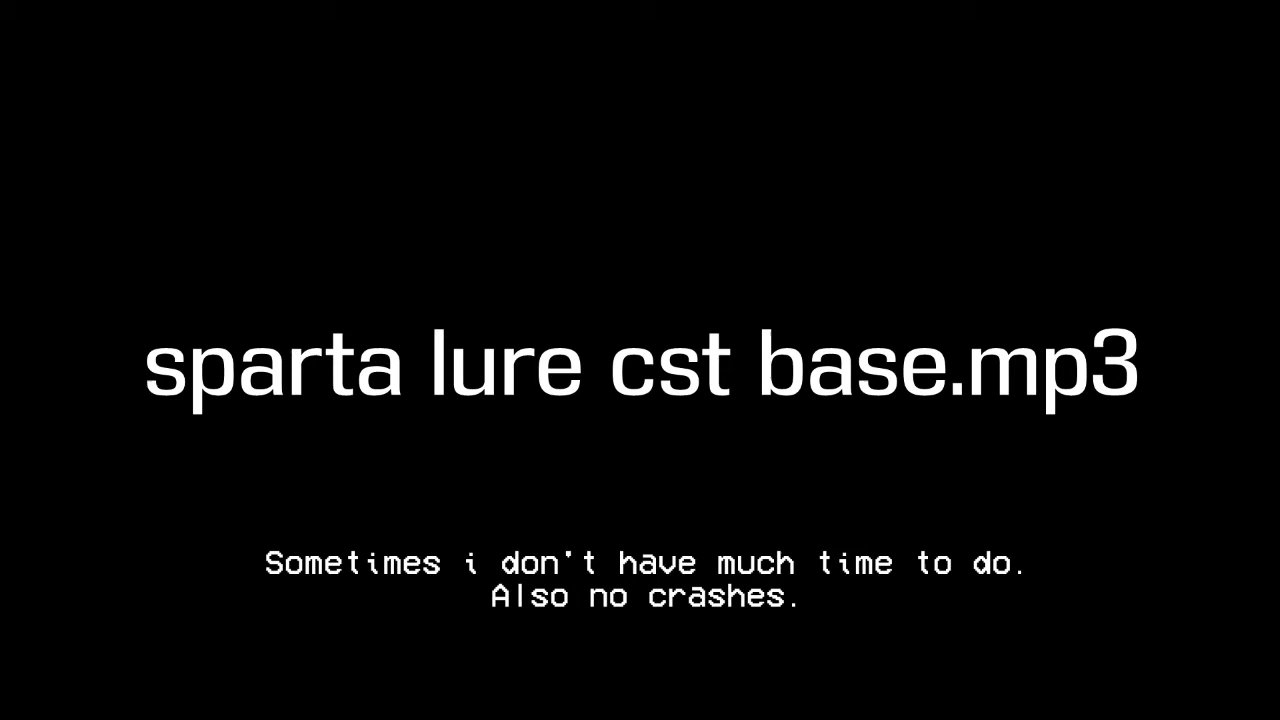 sparta lure cst base.mp3
Sometimes i don't have much time to do.
Also no crashes.